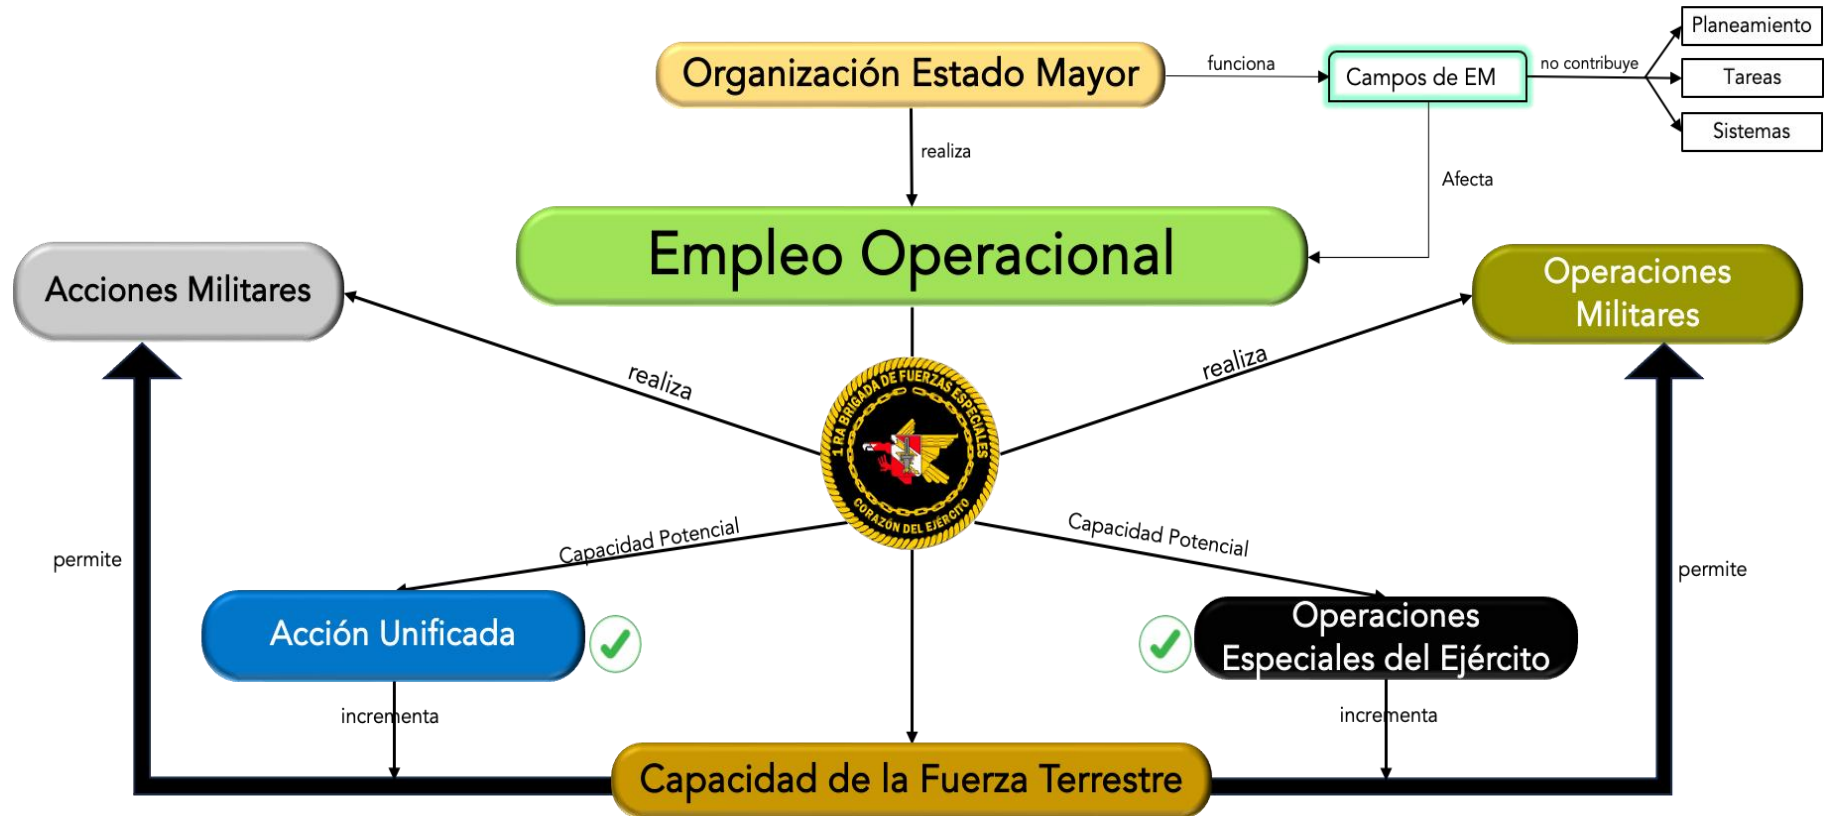 Organización Estado Mayor
funciona
Campos de EM
no contribuye
Planeamiento
Tareas
Sistemas
realiza
Afecta
Empleo Operacional
Acciones Militares
Operaciones
Militares
realiza
realiza
1 RA BRIGADA DE FUERZAS ESPECIALES
CORAZÓN DEL EJÉRCITO
Capacidad Potencial
Capacidad Potencial
permite
permite
Acción Unificada
Operaciones
Especiales del Ejército
incrementa
incrementa
Capacidad de la Fuerza Terrestre